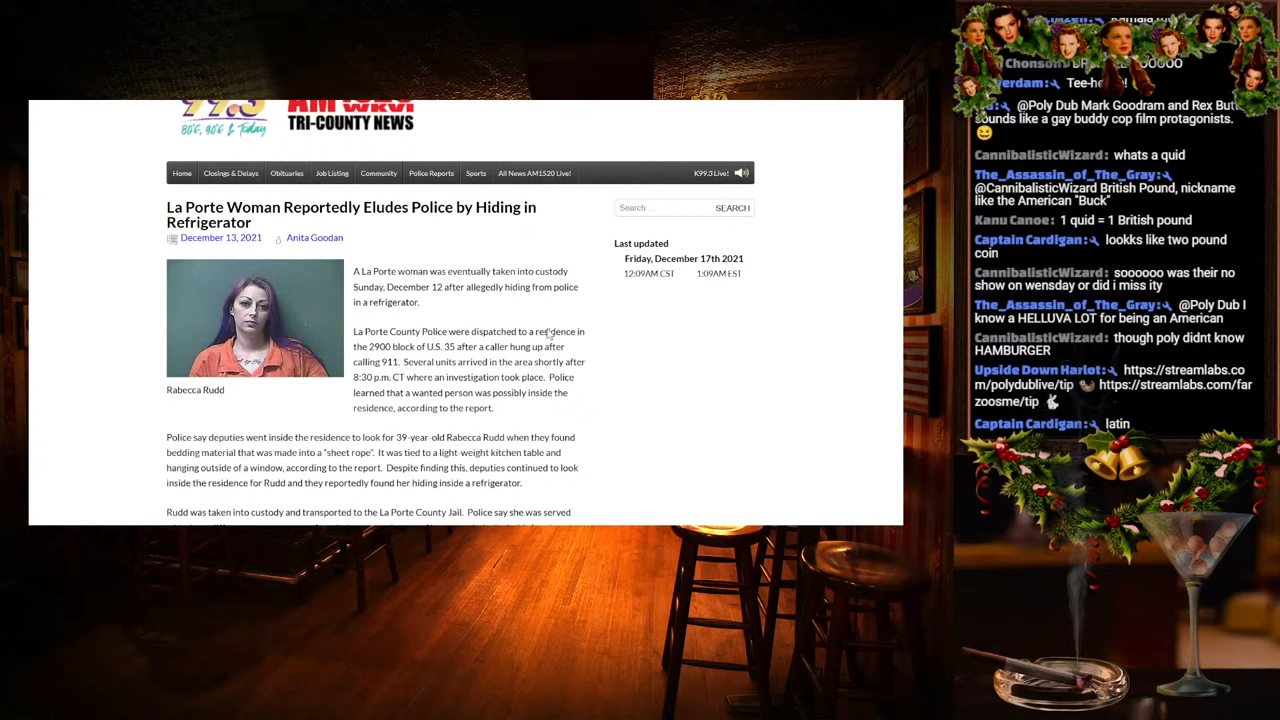 99.3
80's, 90's & Today
AM 1520
WKVI
TRI-COUNTY NEWS
Home
Closings & Delays
Obituaries
Job Listing
Community
Police Reports
Sports
All News AM1520 Live!
K99.3 Live!
La Porte Woman Reportedly Eludes Police by Hiding in
Refrigerator
December 13, 2021
Anita Goodan
Search ...
SEARCH
Last updated
Friday, December 17th 2021
12:09AM CST
1:09AM EST
A La Porte woman was eventually taken into custody
Sunday, December 12 after allegedly hiding from police
in a refrigerator.
La Porte County Police were dispatched to a residence in
the 2900 block of U.S. 35 after a caller hung up after
calling 911. Several units arrived in the area shortly after
8:30 p.m. CT where an investigation took place. Police
learned that a wanted person was possibly inside the
residence, according to the report.
Rabecca Rudd
Police say deputies went inside the residence to look for 39-year-old Rabecca Rudd when they found
bedding material that was made into a "sheet rope". It was tied to a light-weight kitchen table and
hanging outside of a window, according to the report. Despite finding this, deputies continued to look
inside the residence for Rudd and they reportedly found her hiding inside a refrigerator.
Rudd was taken into custody and transported to the La Porte County Jail. Police say she was served
Chonson
verdam: Tee-he
@Poly Dub Mark Goodram and Rex Butt
sounds like a gay buddy cop film protagonists.
CannibalisticWizard: whats a quid
The_Assassin_of_The_Gray:
@CannibalisticWizard British Pound, nickname
like the American "Buck"
Kanu Canoe: 1 quid = 1 British pound
Captain Cardigan: lookks like two pound
coin
CannibalisticWizard: soooooo was their no
show on wensday or did i miss ity
The_Assassin_of_The_Gray: @Poly Dub I
know a HELLUVA LOT for being an American
CannibalisticWizard: though poly didnt know
HAMBURGER
Upside Down Harlot: https://streamlabs.co
m/polydublive/tip https://streamlabs.com/far
zoosme/tip
Captain Cardigan: latin